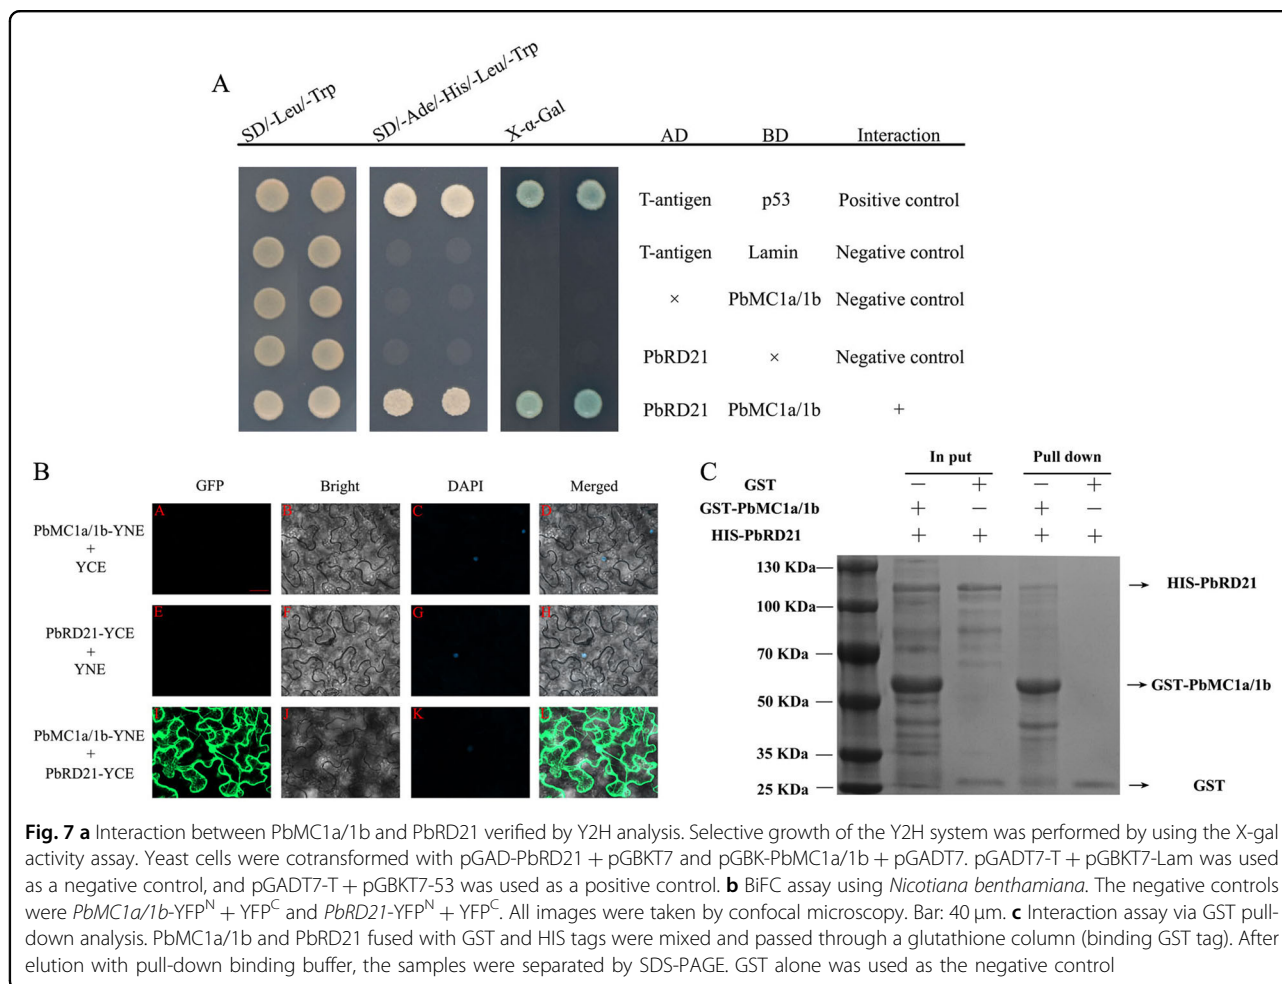 A
SD/-Leu/-Trp
SD/-Ade/-His/-Leu/-Trp
X-α-Gal
AD BD Interaction
T-antigen p53 Positive control
T-antigen Lamin Negative control
× PbMC1a/1b Negative control
PbRD21 × Negative control
PbRD21 PbMC1a/1b +
B
GFP Bright DAPI Merged
PbMC1a/1b-YNE
+
YCE
A B C D
PbRD21-YCE
+
YNE
E F G H
PbMC1a/1b-YNE
+
PbRD21-YCE
J K
C
In put Pull down
GST − + − +
GST-PbMC1a/1b + − + −
HIS-PbRD21 + + + +
130 KDa
100 KDa
70 KDa
50 KDa
35 KDa
25 KDa
HIS-PbRD21
GST-PbMC1a/1b
GST
Fig. 7 a Interaction between PbMC1a/1b and PbRD21 verified by Y2H analysis. Selective growth of the Y2H system was performed by using the X-gal
activity assay. Yeast cells were cotransformed with pGAD-PbRD21 + pGBKT7 and pGBK-PbMC1a/1b + pGADT7. pGADT7-T + pGBKT7-Lam was used
as a negative control, and pGADT7-T + pGBKT7-53 was used as a positive control. b BiFC assay using Nicotiana benthamiana. The negative controls
were PbMC1a/1b-YFPᴺ + YFPᶜ and PbRD21-YFPᴺ + YFPᶜ. All images were taken by confocal microscopy. Bar: 40 μm. c Interaction assay via GST pull-
down analysis. PbMC1a/1b and PbRD21 fused with GST and HIS tags were mixed and passed through a glutathione column (binding GST tag). After
elution with pull-down binding buffer, the samples were separated by SDS-PAGE. GST alone was used as the negative control